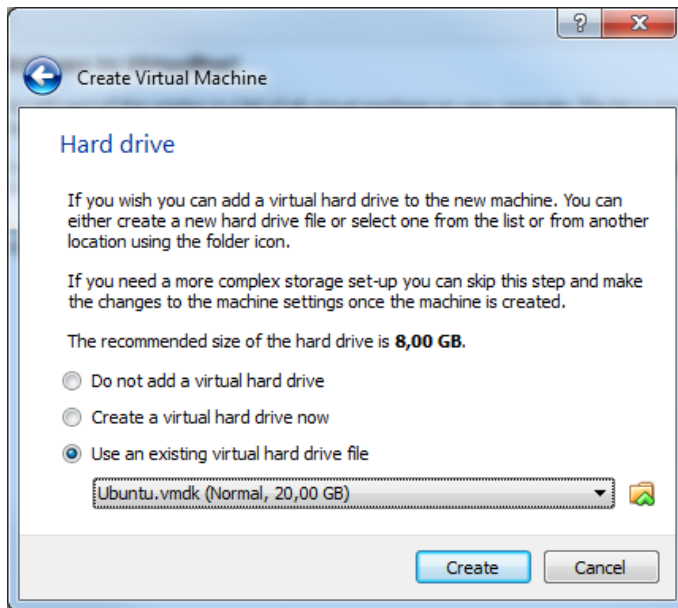 ?
Create Virtual Machine
Hard drive
If you wish you can add a virtual hard drive to the new machine. You can
either create a new hard drive file or select one from the list or from another
location using the folder icon.
If you need a more complex storage set-up you can skip this step and make
the changes to the machine settings once the machine is created.
The recommended size of the hard drive is 8,00 GB.
Do not add a virtual hard drive
Create a virtual hard drive now
Use an existing virtual hard drive file
Ubuntu.vmdk (Normal, 20,00 GB)
Create
Cancel